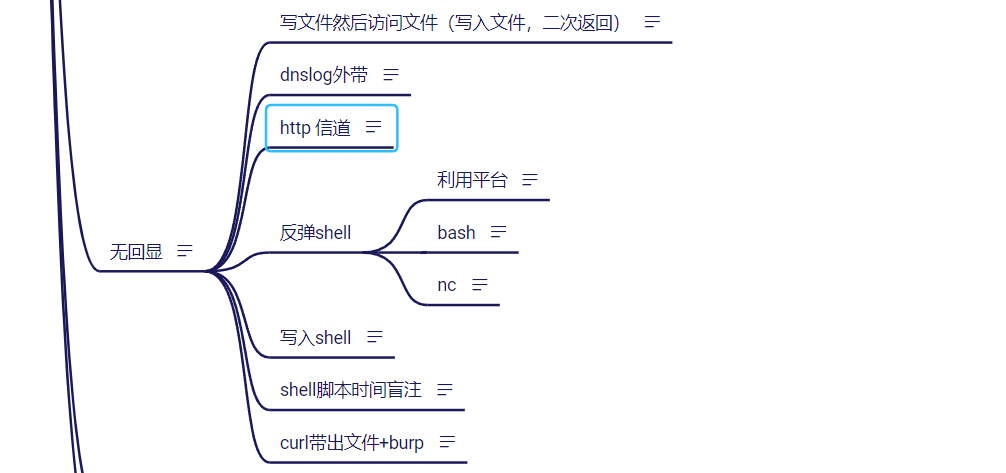 写文件然后访问文件（写入文件，二次返回）
dnslog外带
http 信道
利用平台
反弹shell
bash
无回显
nc
写入shell
shell脚本时间盲注
curl带出文件+burp